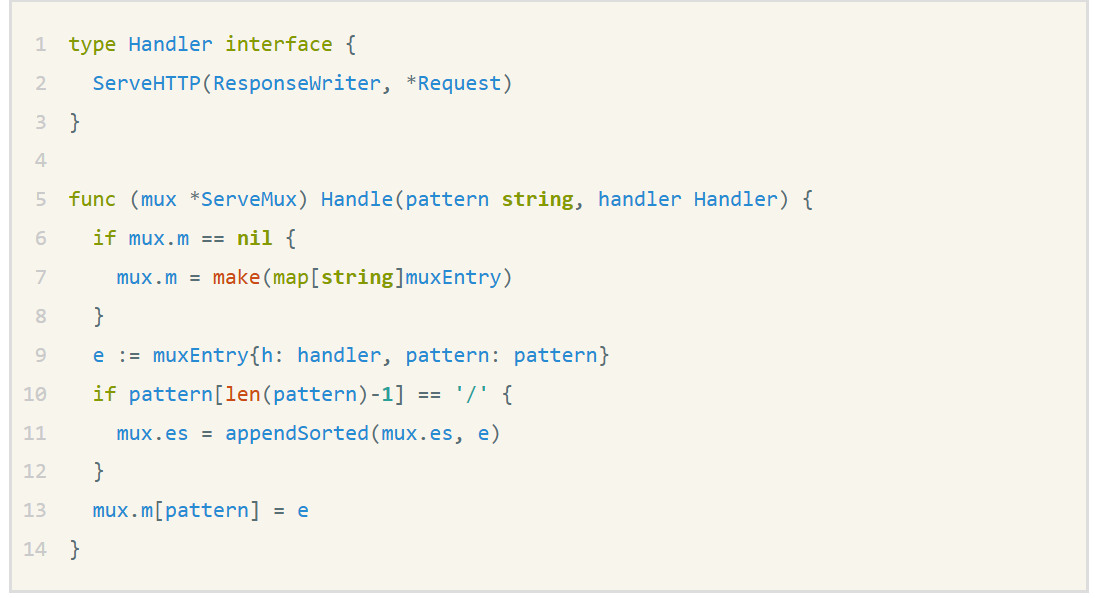 1 type Handler interface {
2   ServeHTTP(ResponseWriter, *Request)
3 }
4
5 func (mux *ServeMux) Handle(pattern string, handler Handler) {
6   if mux.m == nil {
7     mux.m = make(map[string]muxEntry)
8   }
9   e := muxEntry{h: handler, pattern: pattern}
10   if pattern[len(pattern)-1] == '/' {
11     mux.es = appendSorted(mux.es, e)
12   }
13   mux.m[pattern] = e
14 }